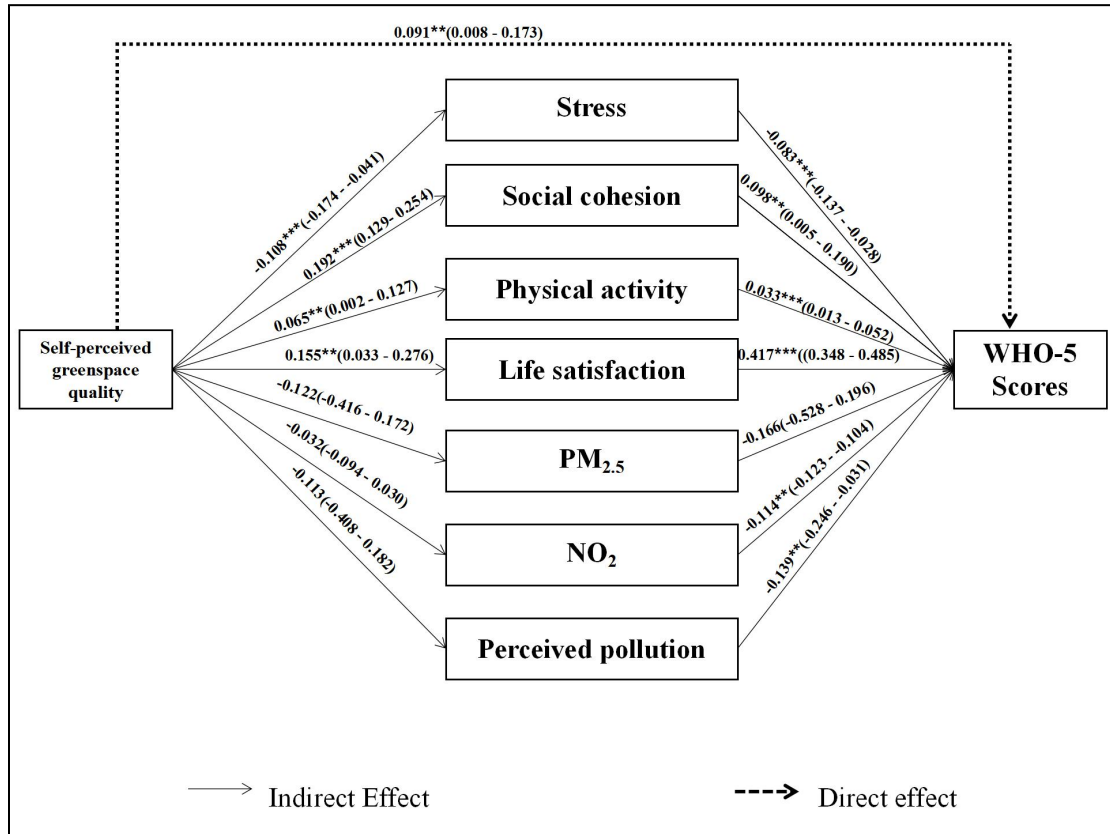 0.091**(0.008 - 0.173)
Stress
-0.108***(-0.174 - -0.041)
-0.083***(-0.137 - -0.028)
Social cohesion
0.192***(0.129- 0.254)
0.098**(0.005 - 0.190)
Physical activity
0.065**(0.002 - 0.127)
0.033***(0.013 - 0.052)
Self-perceived
greenspace
quality
0.155**(0.033 - 0.276)
Life satisfaction
0.417***((0.348 - 0.485)
WHO-5
Scores
-0.122(-0.416 - 0.172)
PM2.5
-0.166(-0.528 - 0.196)
-0.032(-0.094 - 0.030)
NO2
-0.114**(-0.123 - -0.104)
-0.113(-0.408 - 0.182)
Perceived pollution
-0.139**(-0.246 - -0.031)
Indirect Effect
Direct effect